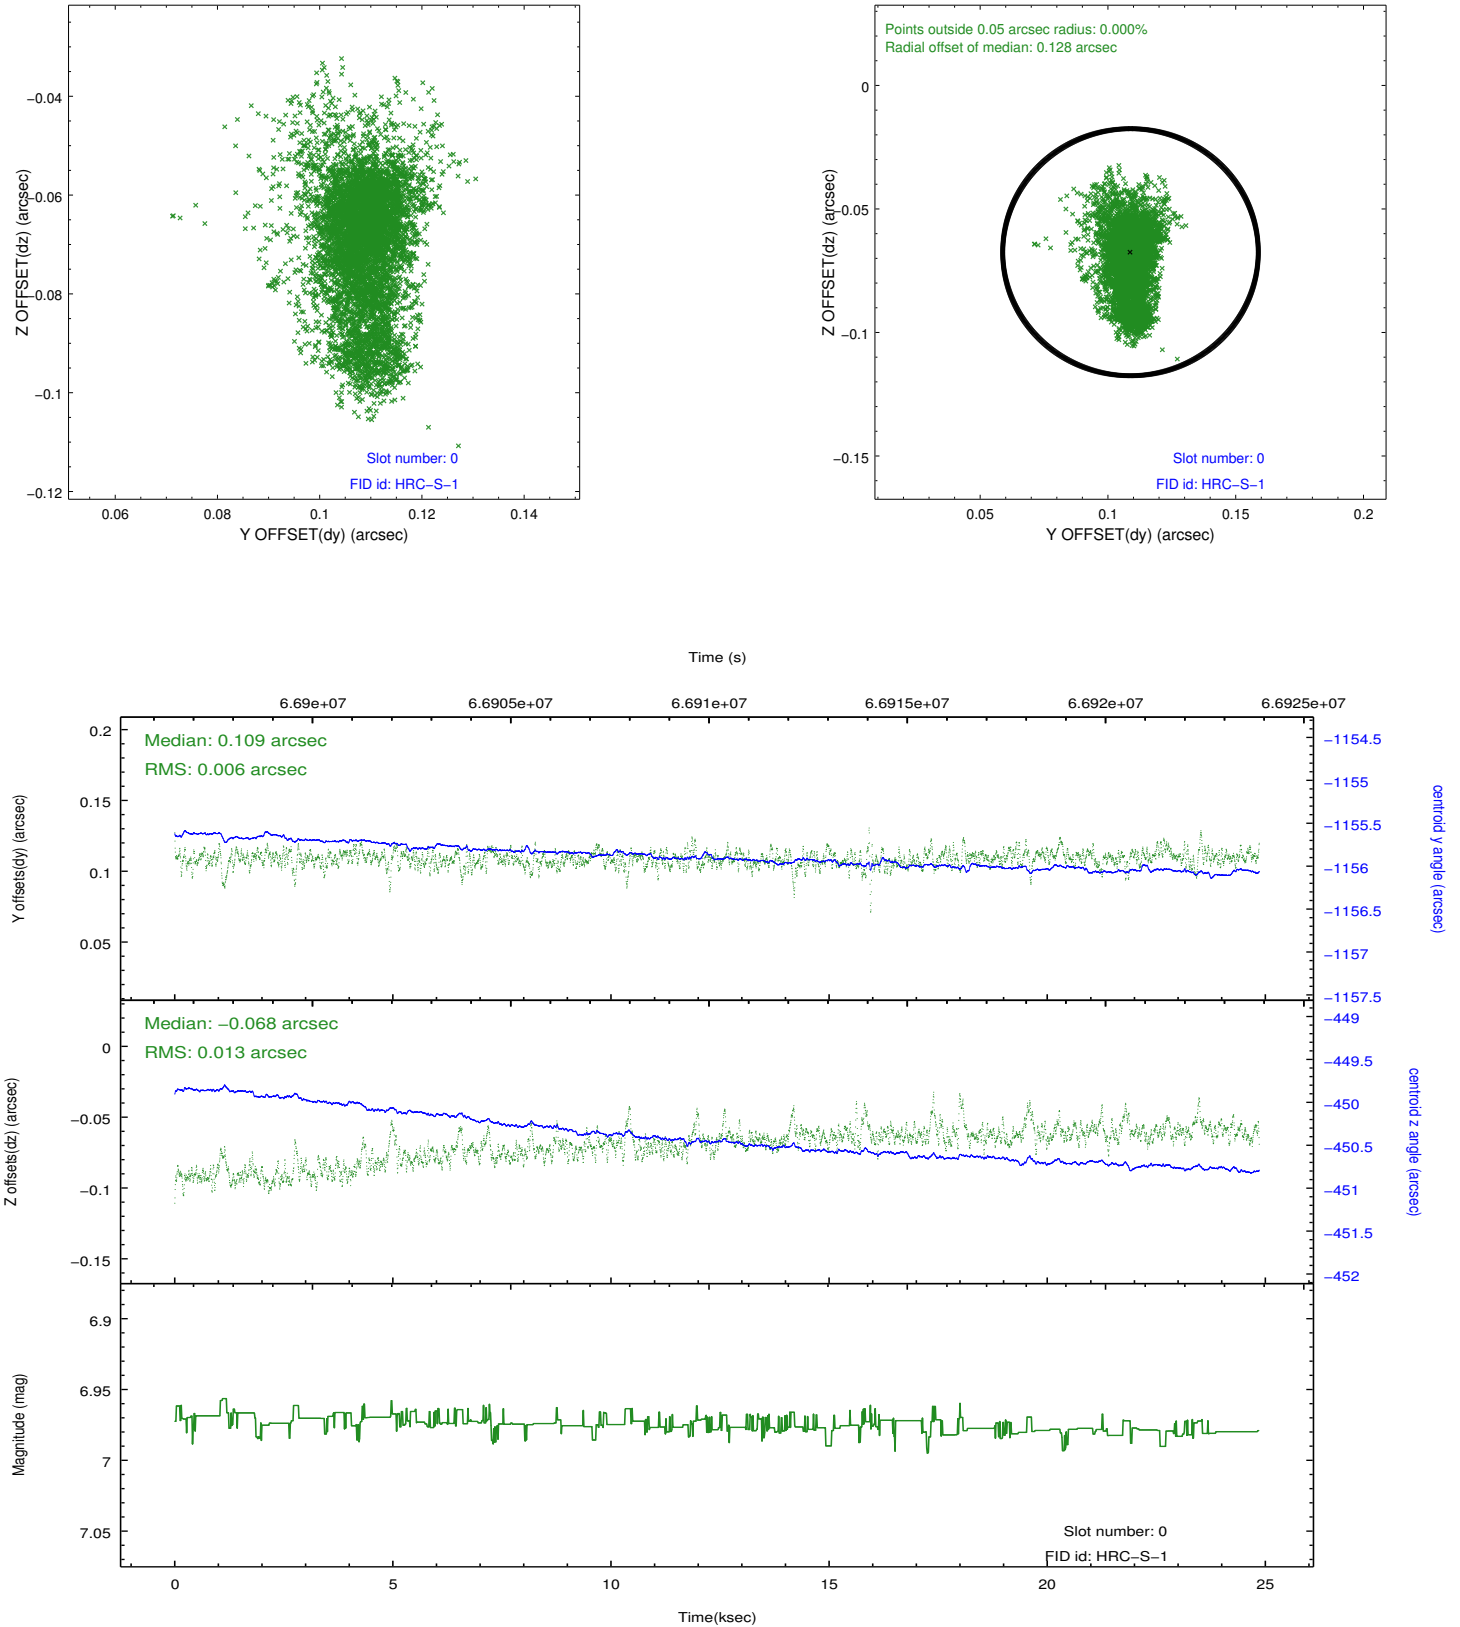 −0.04
−0.06
−0.08
−0.1
−0.12
Z OFFSET(dz) (arcsec)
0.06
0.08
0.1
0.12
0.14
Y OFFSET(dy) (arcsec)
Slot number: 0
FID id: HRC−S−1
Points outside 0.05 arcsec radius: 0.000%
Radial offset of median: 0.128 arcsec
0
−0.05
−0.1
−0.15
Z OFFSET(dz) (arcsec)
Slot number: 0
FID id: HRC−S−1
0.05
0.1
0.15
0.2
Y OFFSET(dy) (arcsec)
Time (s)
6.69e+07
6.6905e+07
6.691e+07
6.6915e+07
6.692e+07
6.6925e+07
Median: 0.109 arcsec
RMS: 0.006 arcsec
0.2
0.15
0.1
0.05
Y offsets(dy) (arcsec)
−1154.5
−1155
−1155.5
−1156
−1156.5
−1157
−1157.5
centroid y angle (arcsec)
Median: −0.068 arcsec
RMS: 0.013 arcsec
0
−0.05
−0.1
−0.15
Z offsets(dz) (arcsec)
−449
−449.5
−450
−450.5
−451
−451.5
−452
centroid z angle (arcsec)
6.9
6.95
7
7.05
Magnitude (mag)
Slot number: 0
FID id: HRC−S−1
0
5
10
15
20
25
Time(ksec)